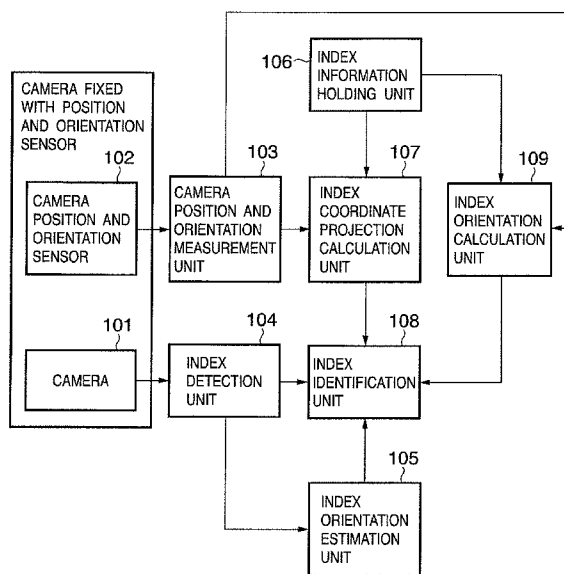 106
INDEX
INFORMATION
HOLDING UNIT
CAMERA FIXED
WITH POSITION
AND ORIENTATION
SENSOR
102
CAMERA
POSITION AND
ORIENTATION
SENSOR
103
CAMERA
POSITION AND
ORIENTATION
MEASUREMENT
UNIT
107
INDEX
COORDINATE
PROJECTION
CALCULATION
UNIT
109
INDEX
ORIENTATION
CALCULATION
UNIT
101
CAMERA
104
INDEX
DETECTION
UNIT
108
INDEX
IDENTIFICATION
UNIT
105
INDEX
ORIENTATION
ESTIMATION
UNIT